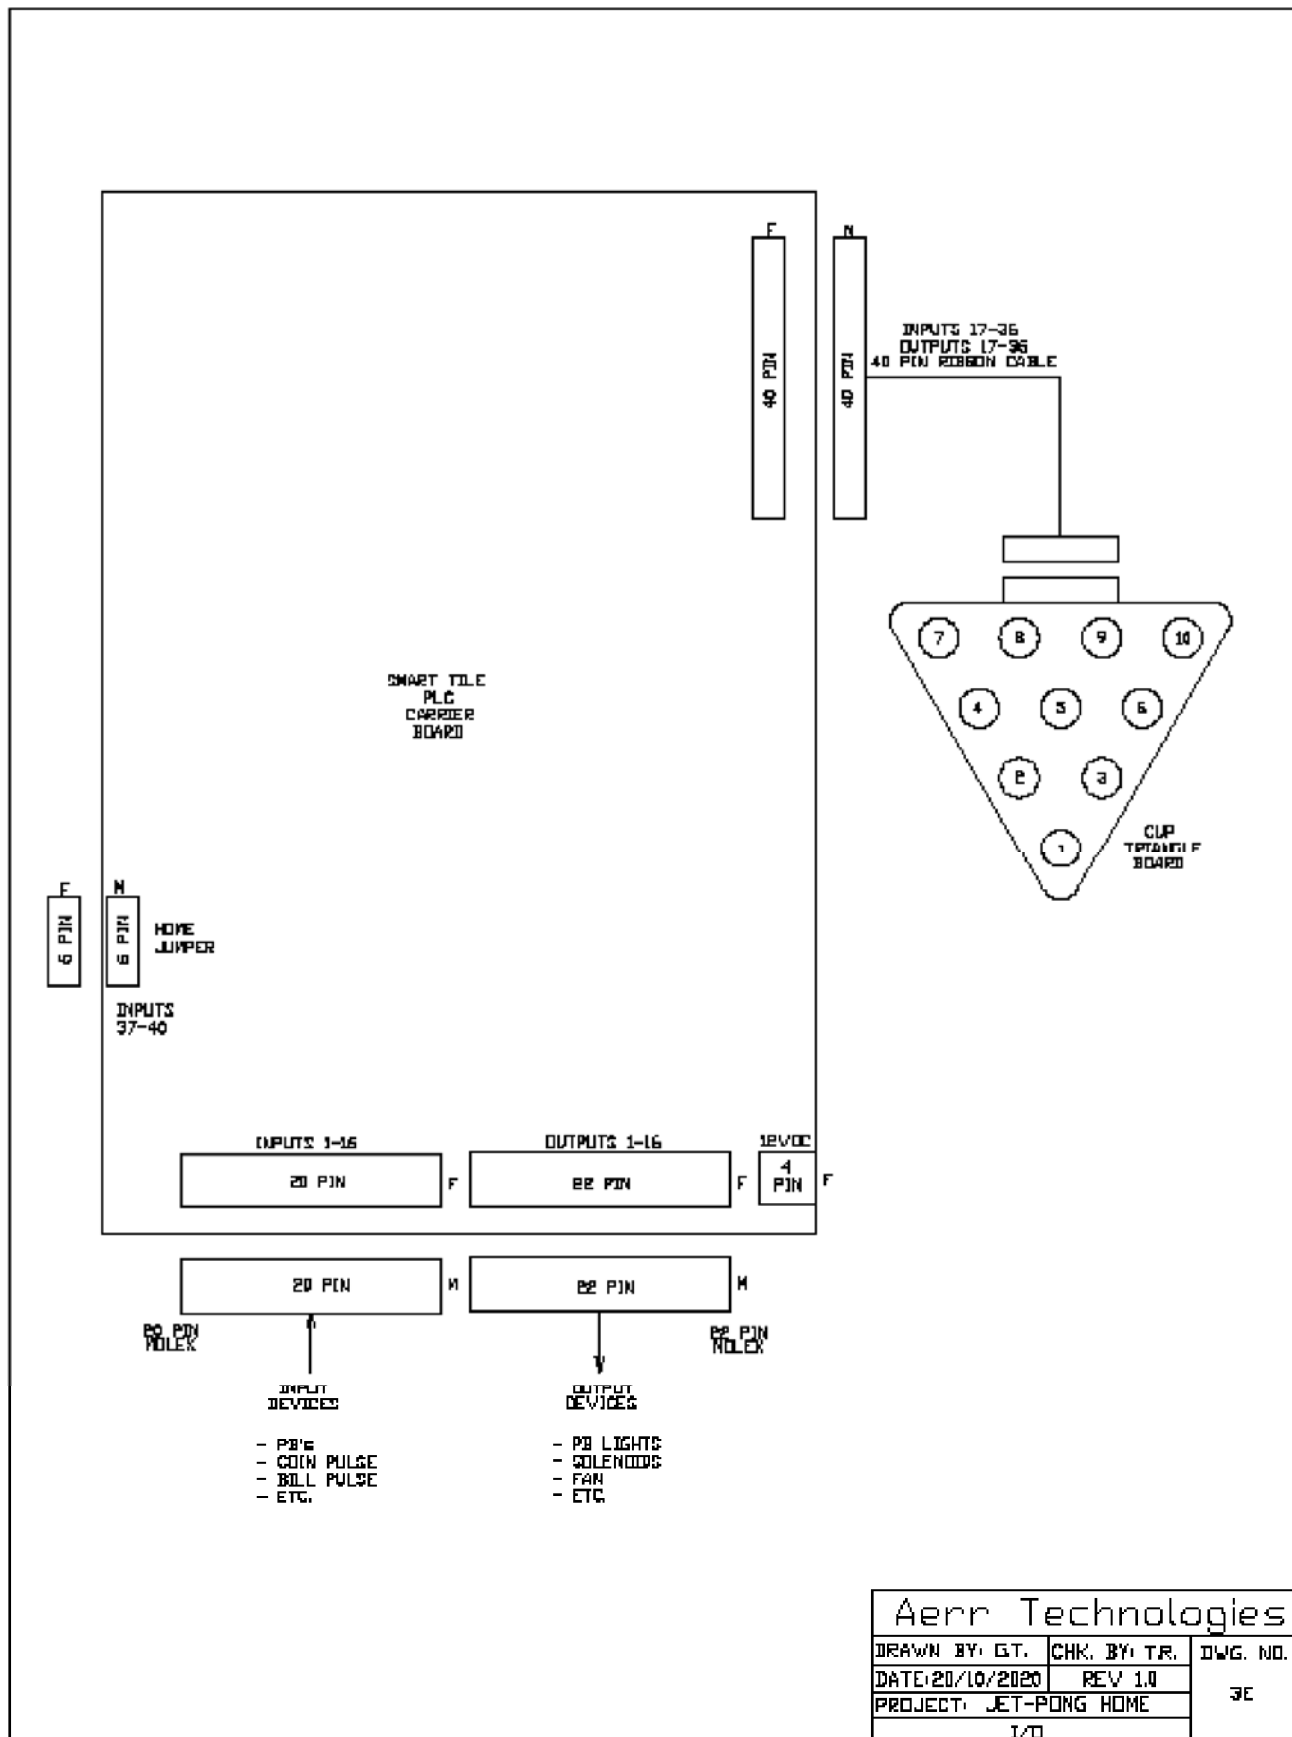 F
M
40 PIN
40 PIN
INPUTS 17-36
OUTPUTS 17-36
40 PIN RIBBON CABLE
7
8
9
10
4
5
6
2
3
1
CUP
TRIANGLE
BOARD
SMART TILE
PLC
CARRIER
BOARD
F
M
6 PIN
6 PIN
HOME
JUMPER
INPUTS
37-40
INPUTS 1-16
OUTPUTS 1-16
12VDC
20 PIN
F
22 PIN
F
4
PIN
F
20 PIN
M
22 PIN
M
20 PIN
MOLEX
22 PIN
MOLEX
INPUT
DEVICES
OUTPUT
DEVICES
- PB's
- COIN PULSE
- BILL PULSE
- ETC.
- PB LIGHTS
- SOLENOIDS
- FAN
- ETC
Aerr Technologies
DRAWN BY: G.T.
CHK. BY: T.R.
DWG. NO.
DATE:20/10/2020
REV 1.0
3E
PROJECT: JET-PONG HOME
I/O